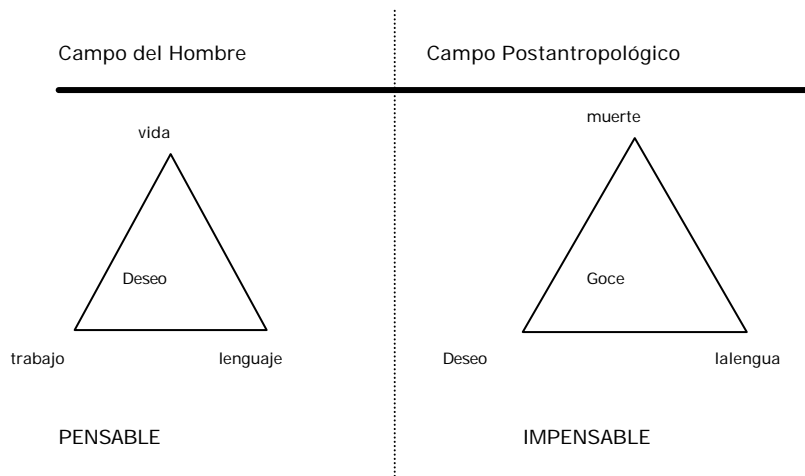 Campo del Hombre
Campo Postantropológico
vida
muerte
Deseo
Goce
trabajo
lenguaje
Deseo
lalengua
PENSABLE
IMPENSABLE